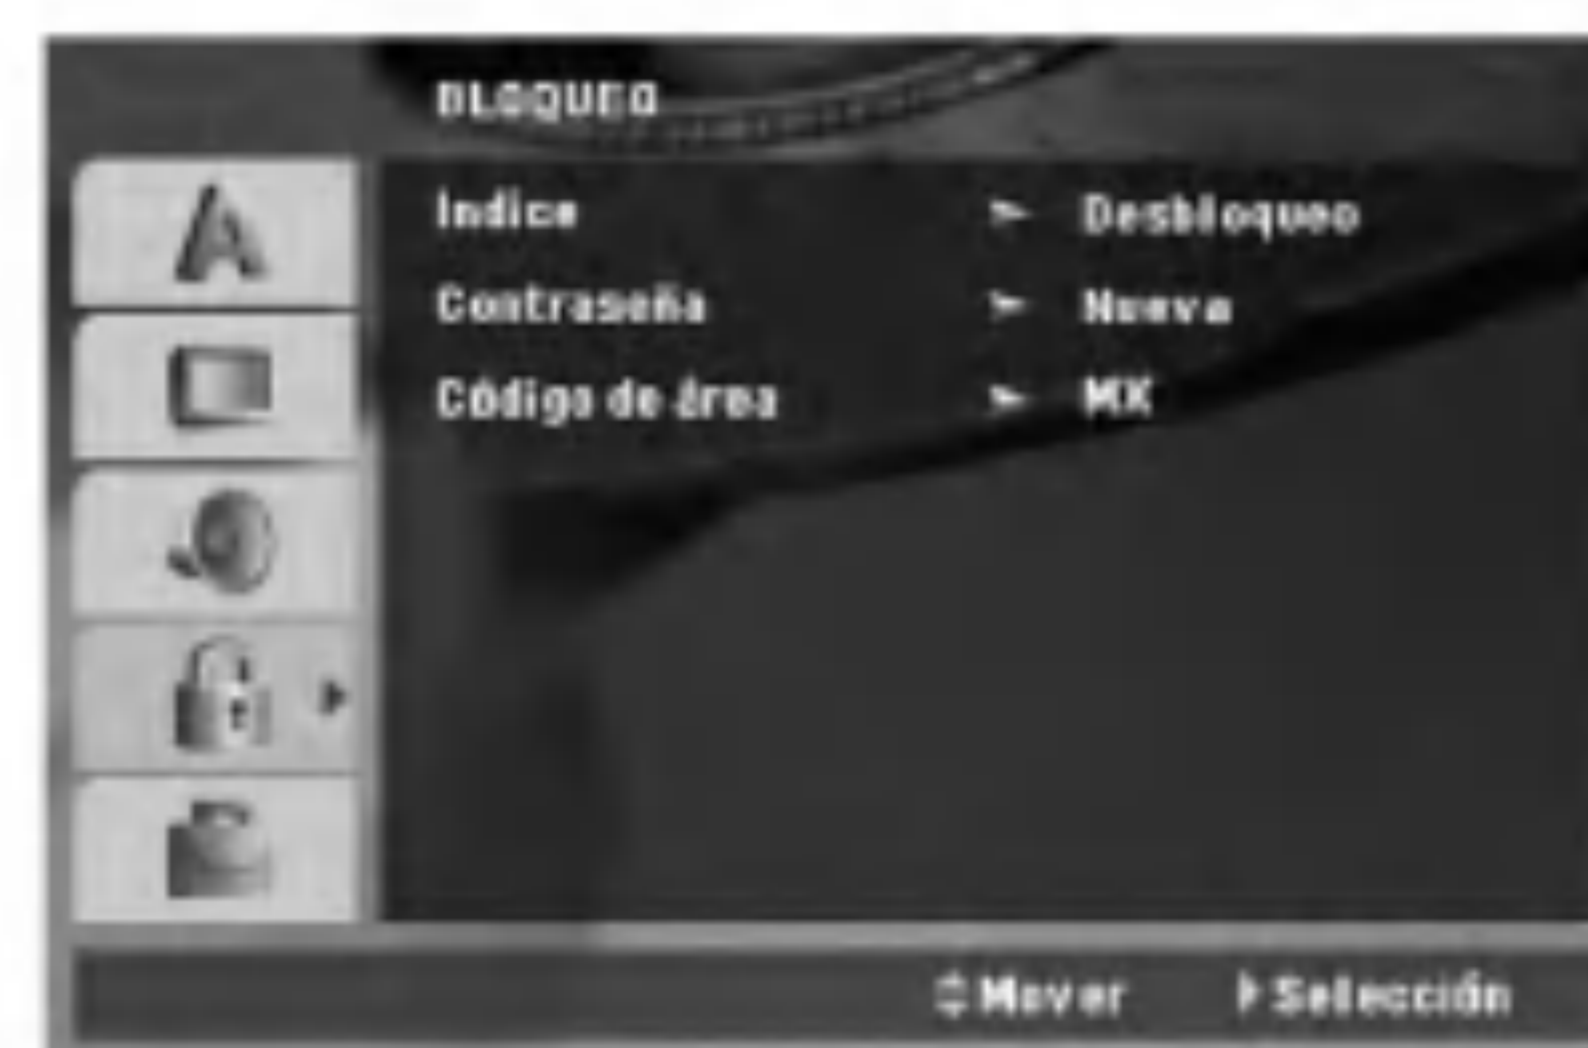 BLOQUEO
Indice Desbloqueo
Contraseña Nueva
Código de área MX
Mover Selección